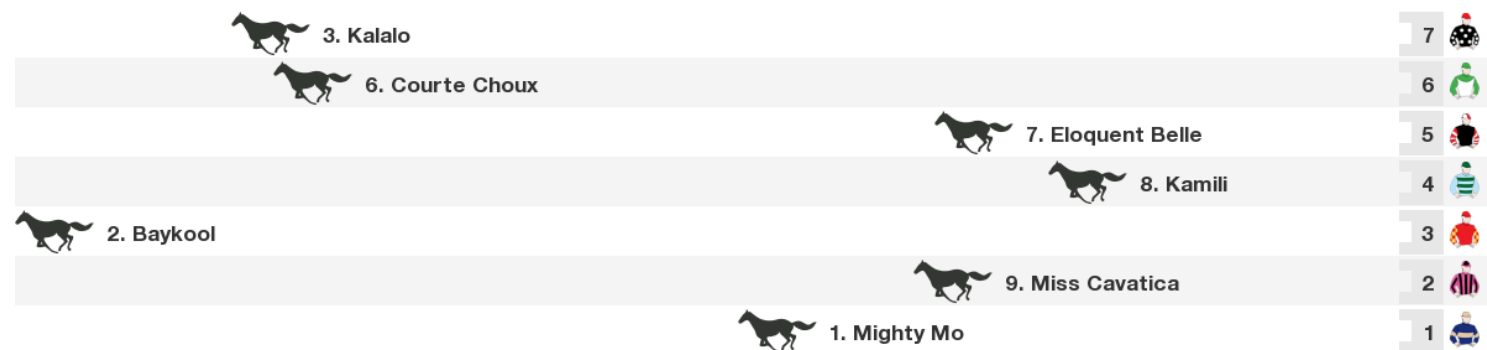 3. Kalalo 7
6. Courte Choux 6
7. Eloquent Belle 5
8. Kamili 4
2. Baykool 3
9. Miss Cavatica 2
1. Mighty Mo 1